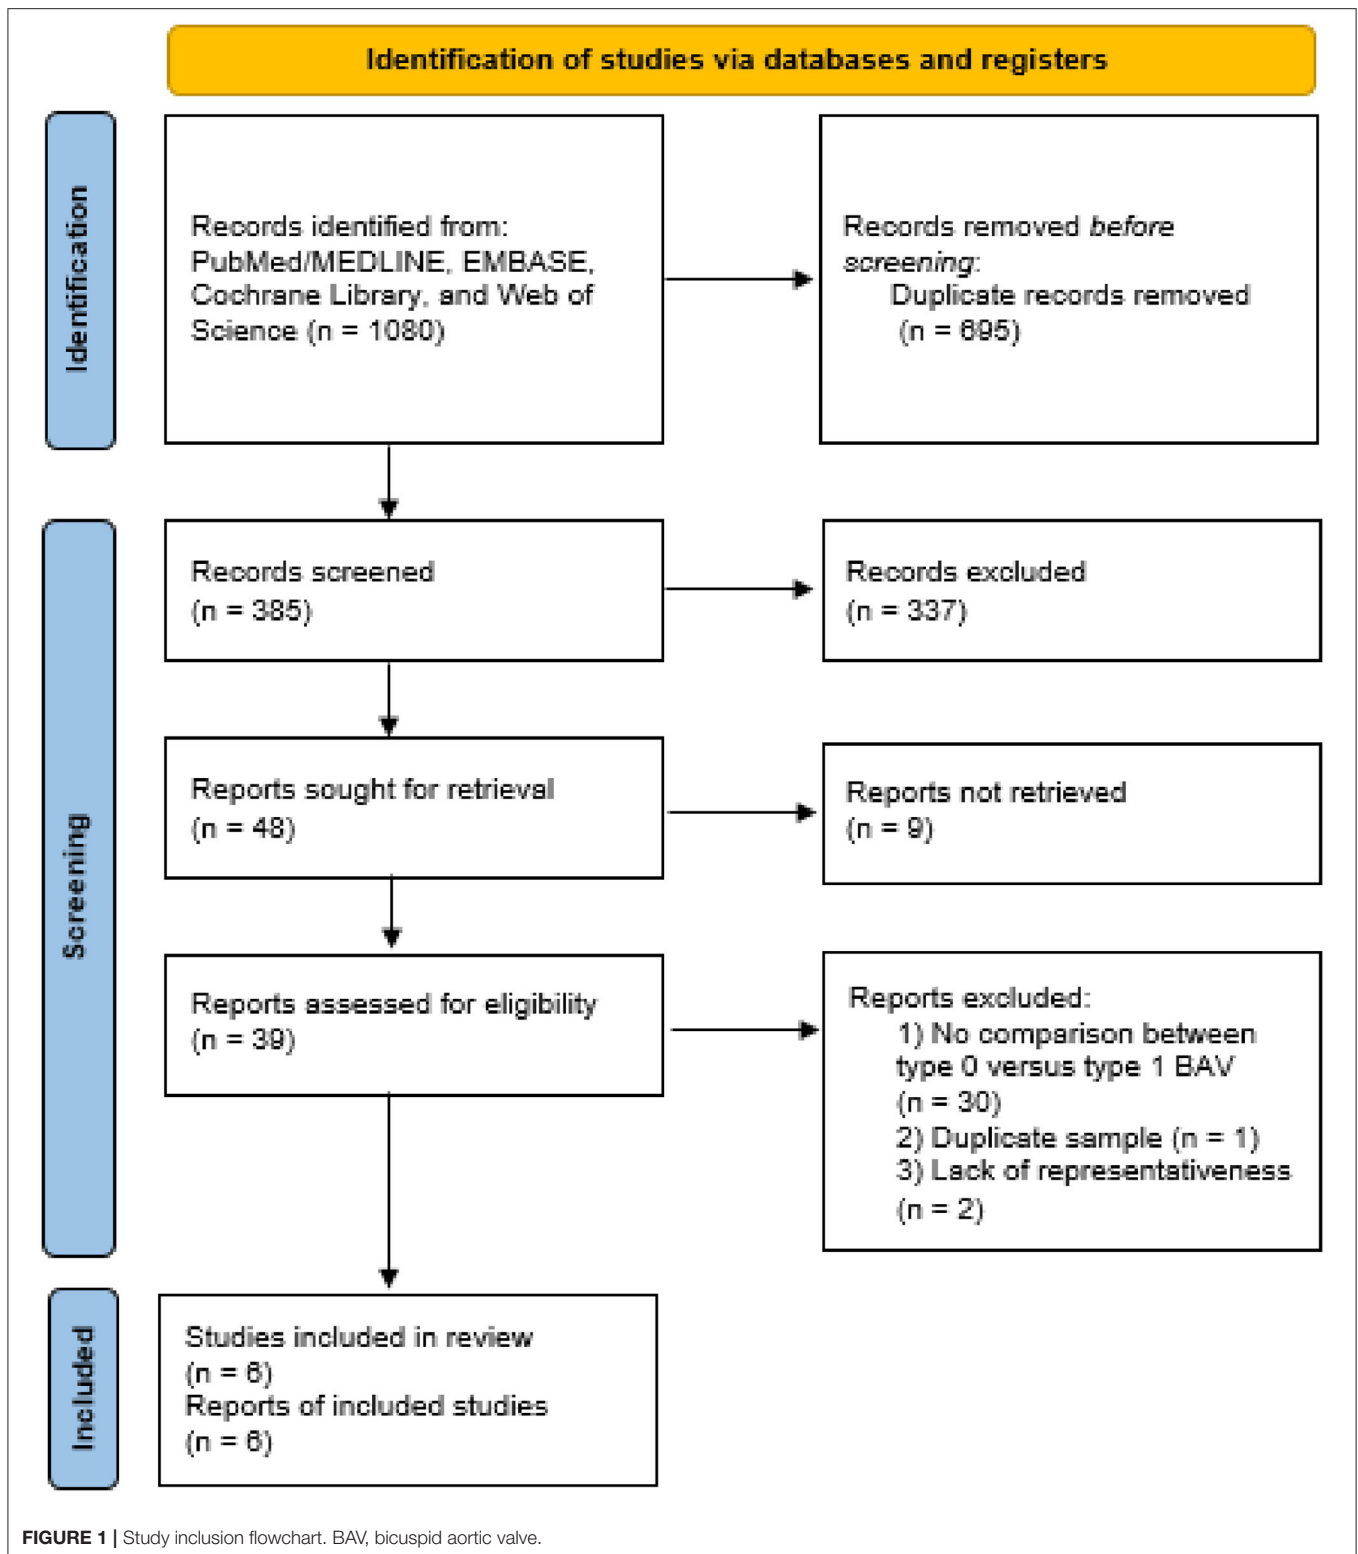 Identification of studies via databases and registers
Identification
Records identified from:
PubMed/MEDLINE, EMBASE,
Cochrane Library, and Web of
Science (n = 1080)
Records removed before
screening:
Duplicate records removed
(n = 695)
Screening
Records screened
(n = 385)
Records excluded
(n = 337)
Reports sought for retrieval
(n = 48)
Reports not retrieved
(n = 9)
Reports assessed for eligibility
(n = 39)
Reports excluded:
1) No comparison between
type 0 versus type 1 BAV
(n = 30)
2) Duplicate sample (n = 1)
3) Lack of representativeness
(n = 2)
Included
Studies included in review
(n = 6)
Reports of included studies
(n = 6)
FIGURE 1 | Study inclusion flowchart. BAV, bicuspid aortic valve.